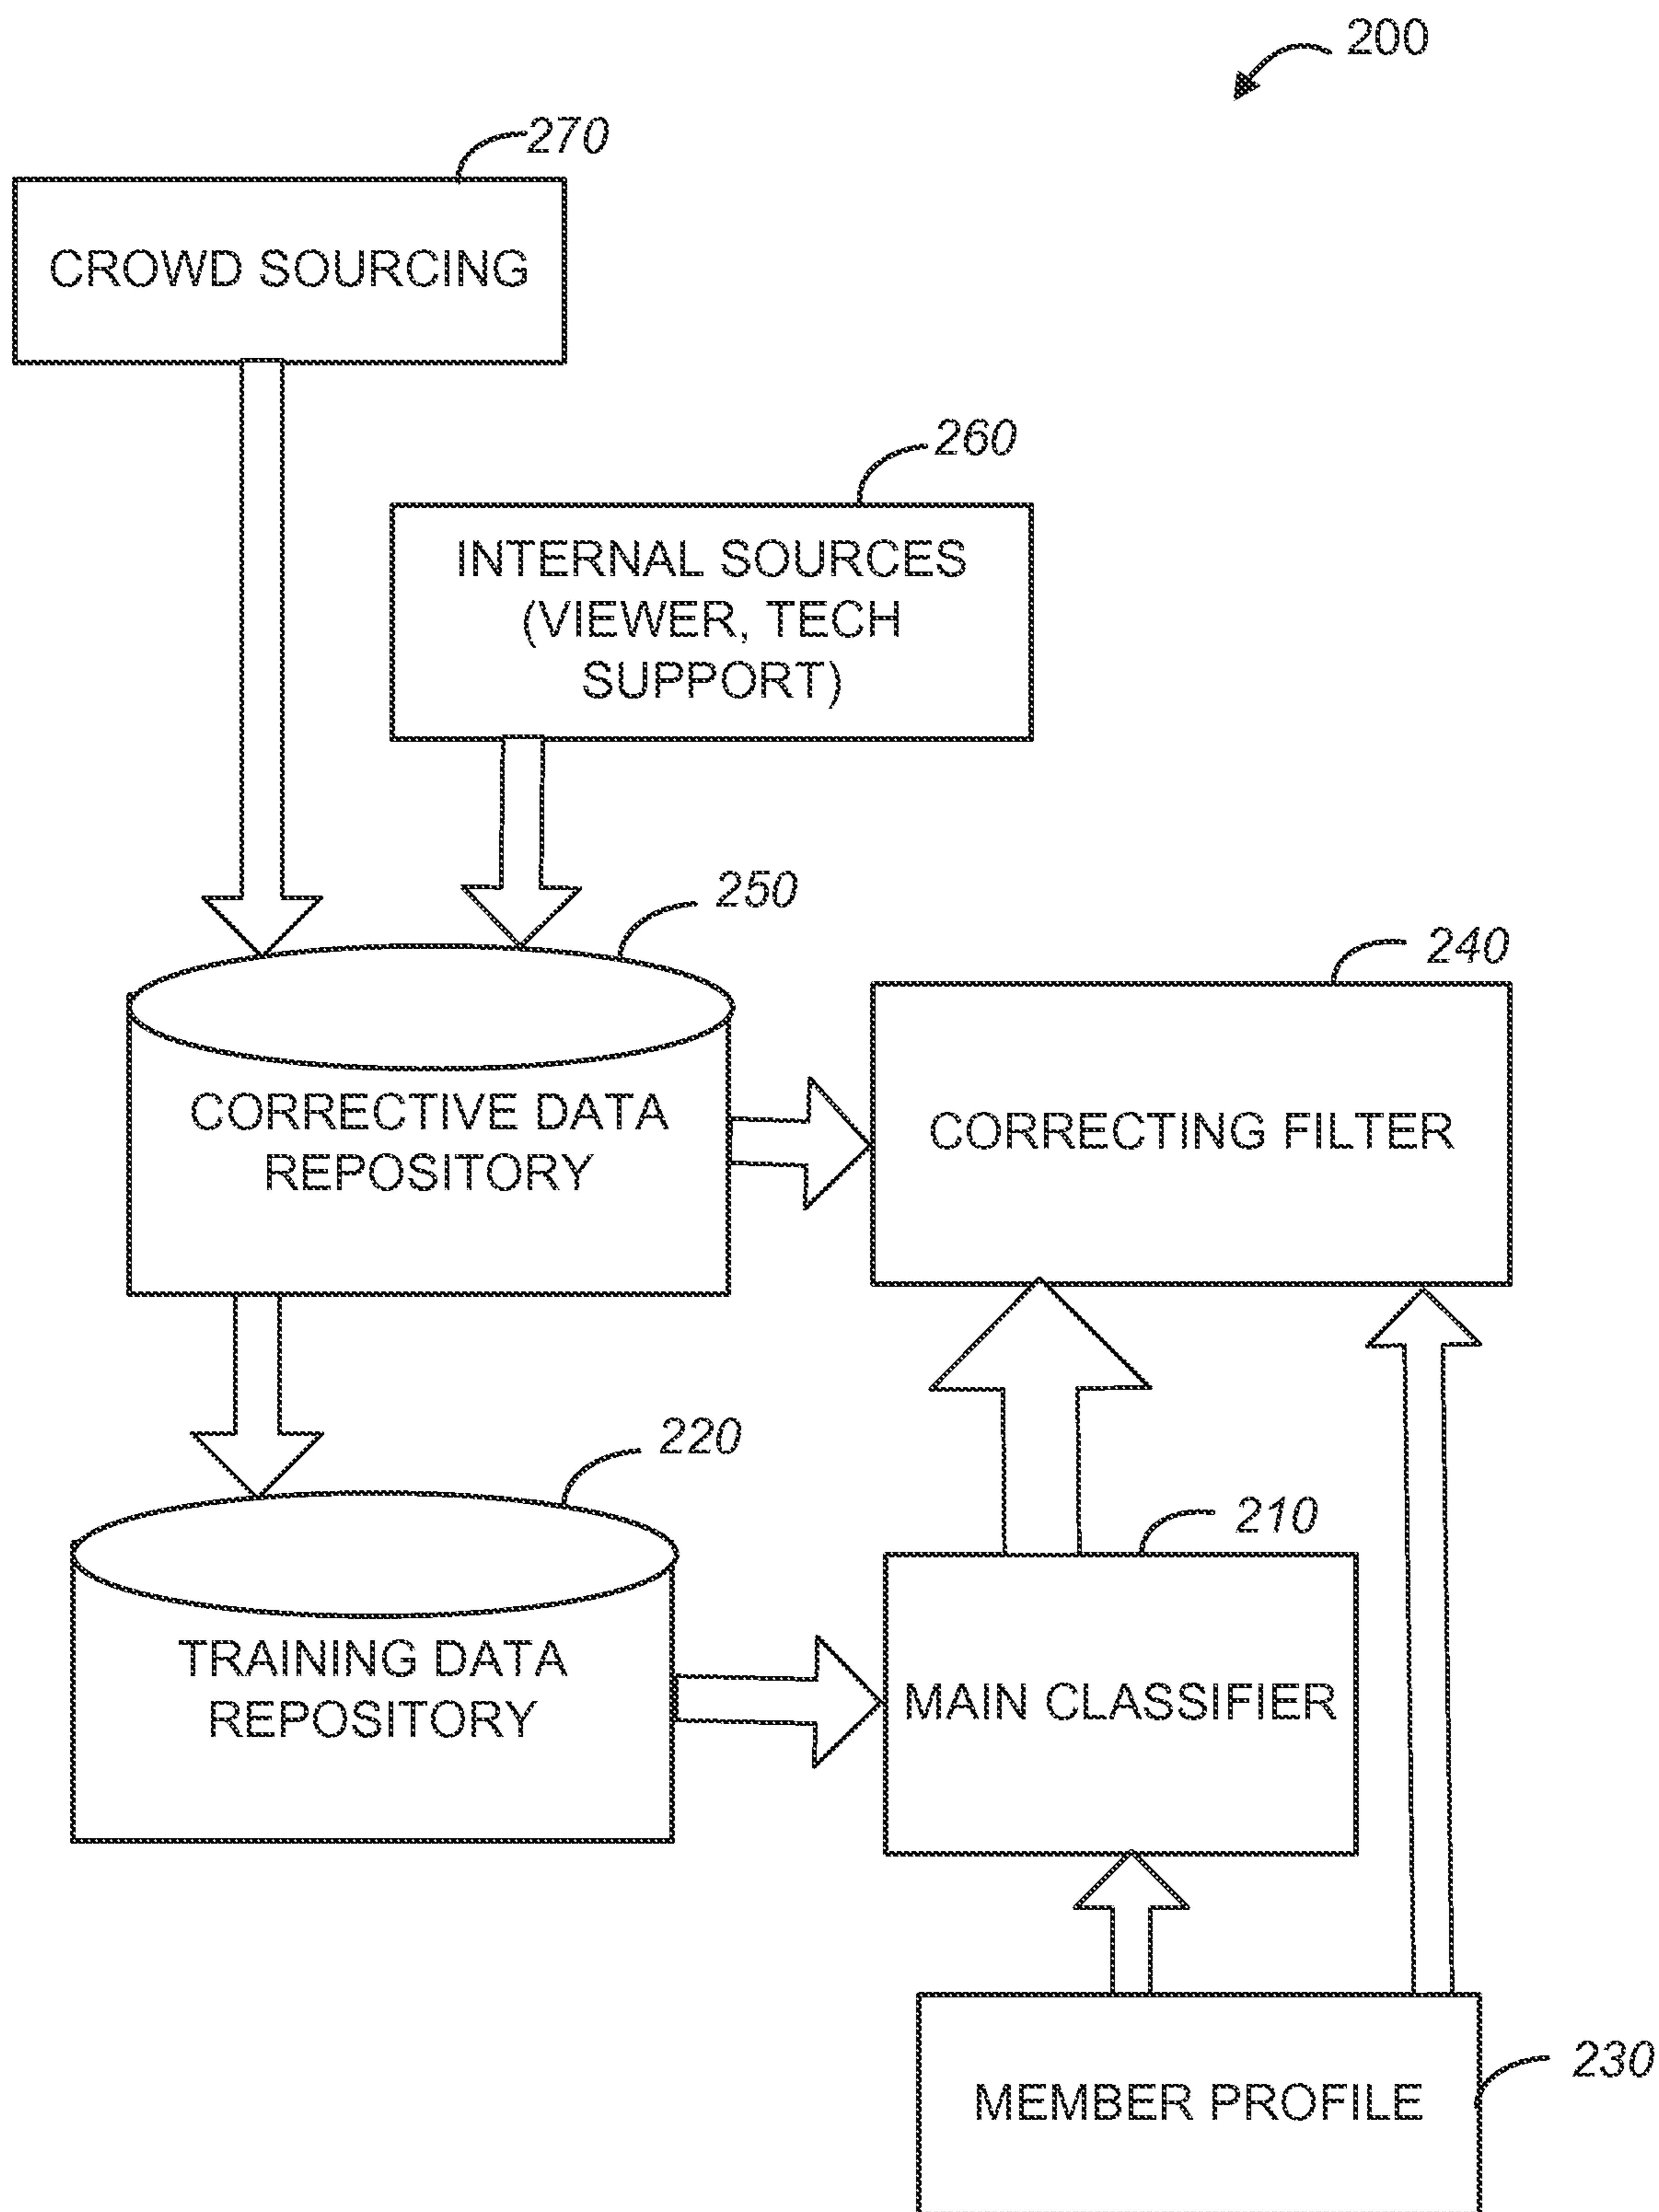 200
270
CROWD SOURCING
260
INTERNAL SOURCES
(VIEWER, TECH
SUPPORT)
250
CORRECTIVE DATA
REPOSITORY
240
CORRECTING FILTER
220
TRAINING DATA
REPOSITORY
210
MAIN CLASSIFIER
230
MEMBER PROFILE